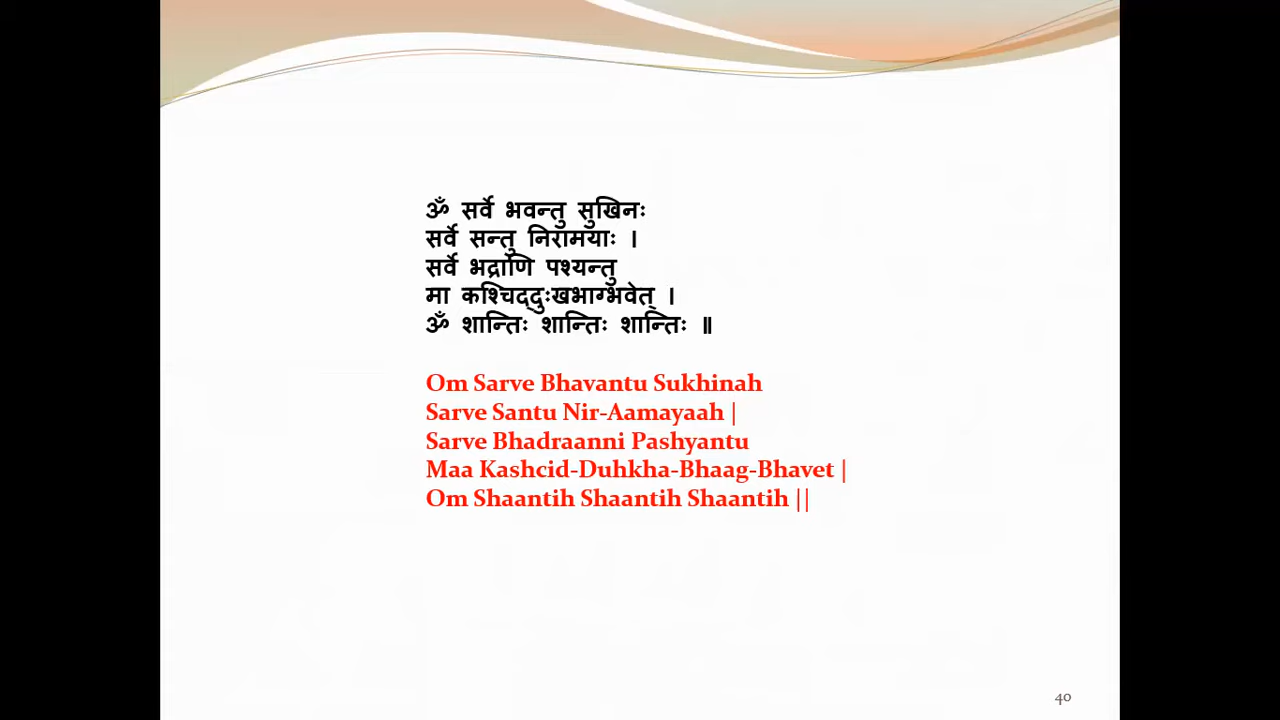 ॐ सर्वे भवन्तु सुखिनः
सर्वे सन्तु निरामयाः ।
सर्वे भद्राणि पश्यन्तु
मा कश्चिद्दुःखभाग्भवेत् ।
ॐ शान्तिः शान्तिः शान्तिः ॥
Om Sarve Bhavantu Sukhinah
Sarve Santu Nir-Aamayaah |
Sarve Bhadraanni Pashyantu
Maa Kashcid-Duhkha-Bhaag-Bhavet |
Om Shaantih Shaantih Shaantih ||
40